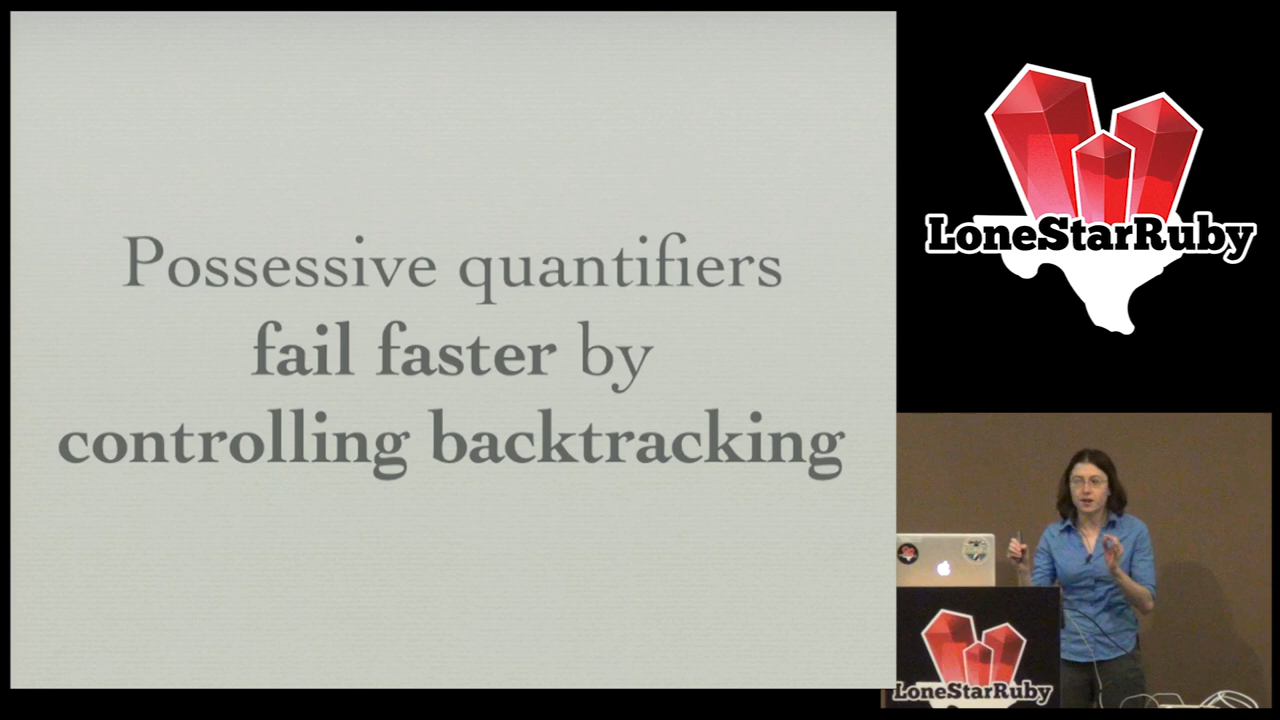 Possessive quantifiers
fail faster by
controlling backtracking
LoneStarRuby
LoneStarRuby